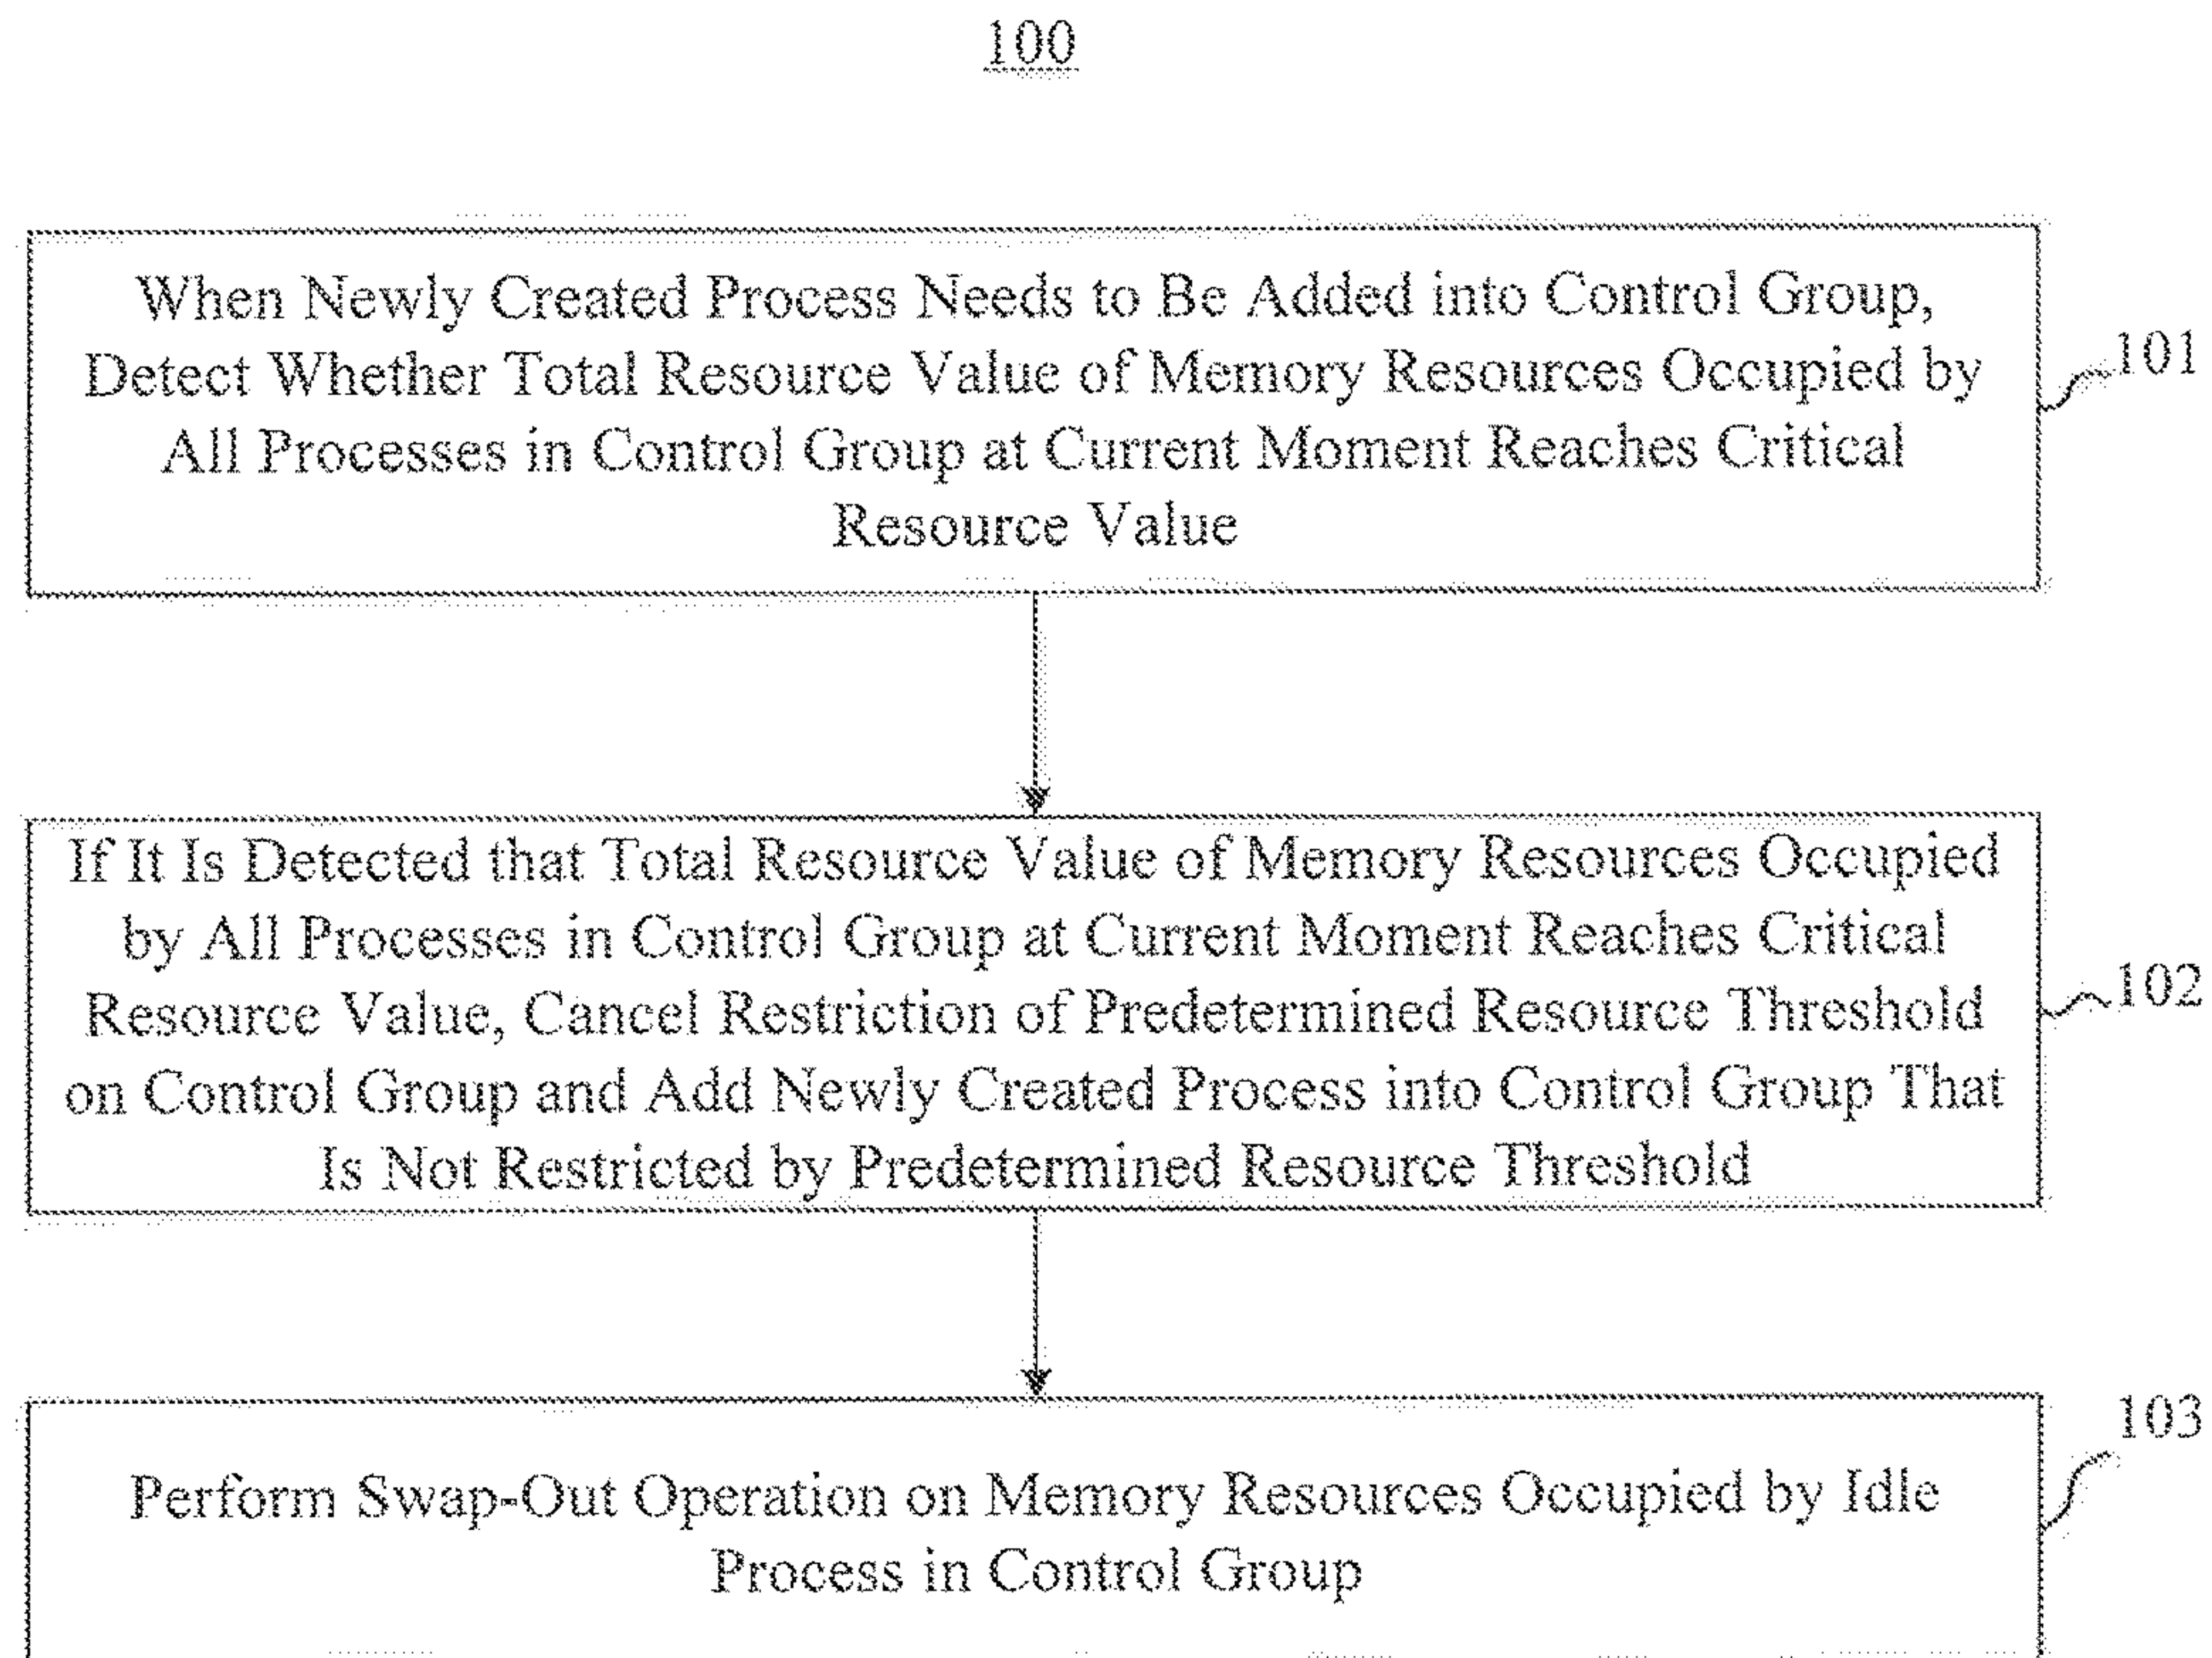 100
When Newly Created Process Needs to Be Added into Control Group,
Detect Whether Total Resource Value of Memory Resources Occupied by
All Processes in Control Group at Current Moment Reaches Critical
Resource Value
101
If It Is Detected that Total Resource Value of Memory Resources Occupied
by All Processes in Control Group at Current Moment Reaches Critical
Resource Value, Cancel Restriction of Predetermined Resource Threshold
on Control Group and Add Newly Created Process into Control Group That
Is Not Restricted by Predetermined Resource Threshold
102
Perform Swap-Out Operation on Memory Resources Occupied by Idle
Process in Control Group
103